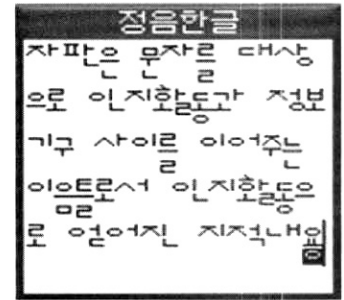 정음한글
자판은 문자를 대상
으로 인지활동과 정보
기구 사이를 이어주는
이음틀로서 인지활동으
로 얻어진 지적내용